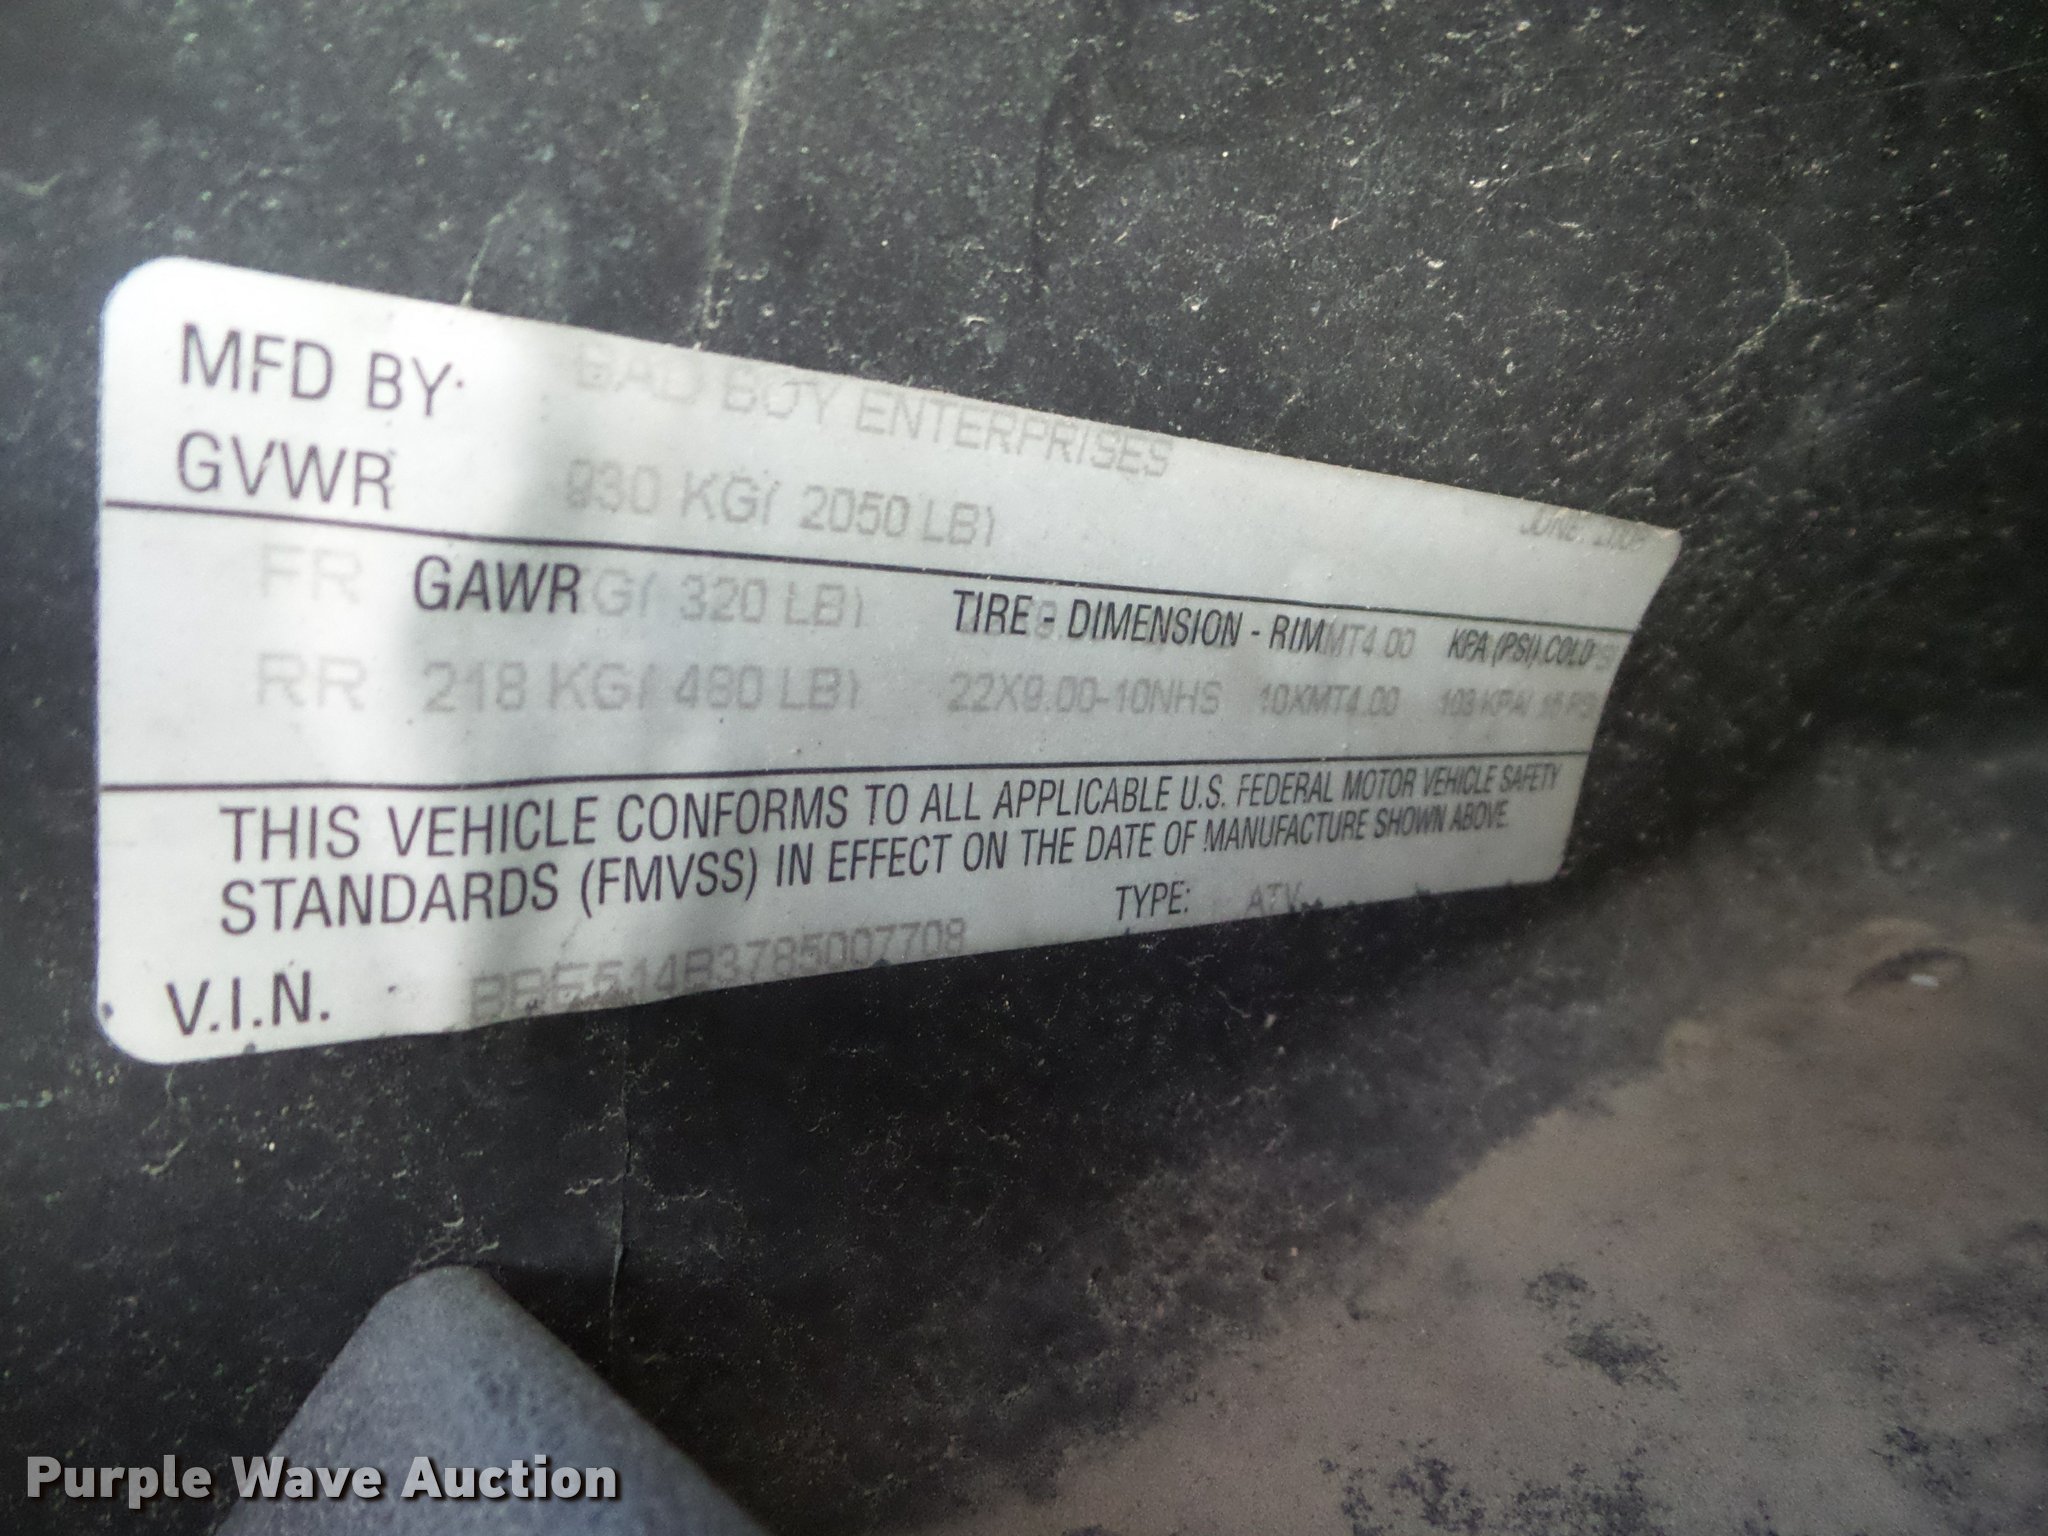 MFD BY: BAD BOY ENTERPRISES
GVWR 930 KG( 2050 LB)
JUNE,
FR GAWR G( 320 LB) TIRE - DIMENSION - RIM MT4.00 KPA (PSI) COLD
RR 218 KG( 480 LB) 22X9.00-10NHS 10XMT4.00 103 KPA/ 15 PSI
THIS VEHICLE CONFORMS TO ALL APPLICABLE U.S. FEDERAL MOTOR VEHICLE SAFETY
STANDARDS (FMVSS) IN EFFECT ON THE DATE OF MANUFACTURE SHOWN ABOVE.
TYPE: ATV
V.I.N.
Purple Wave Auction